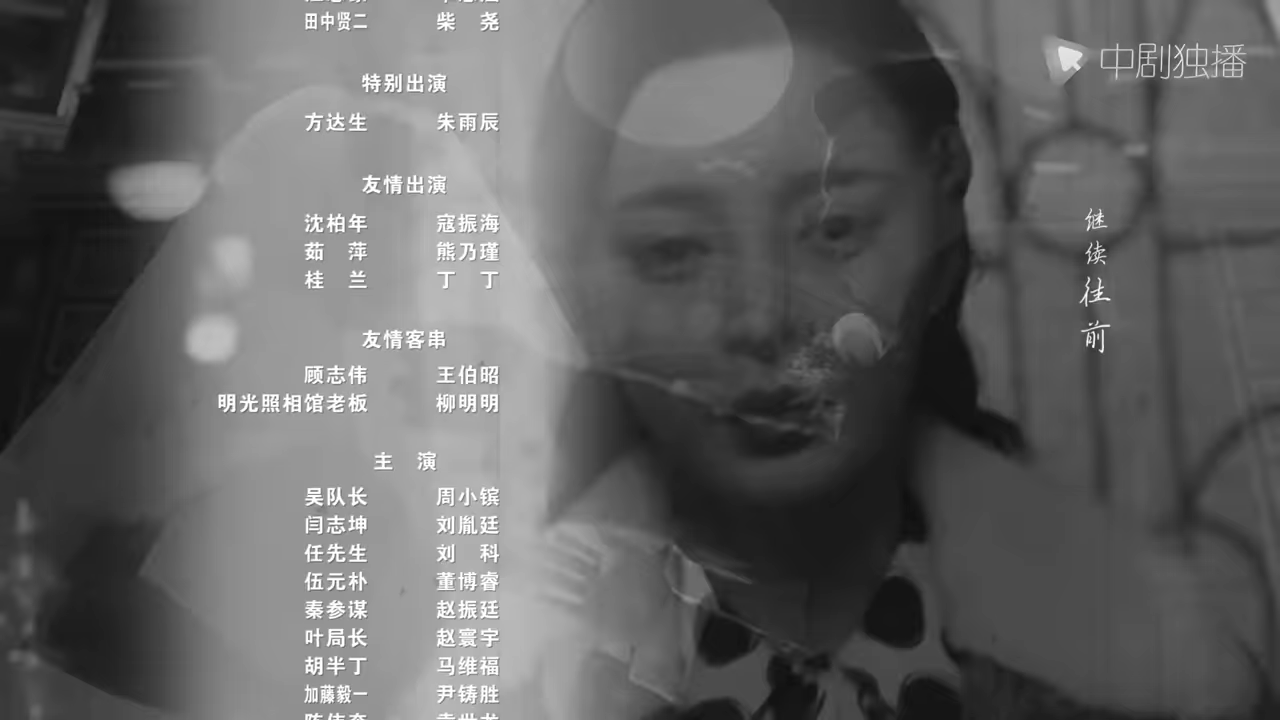 田中贤二 柴 尧
特别出演
方达生 朱雨辰
友情出演
沈柏年 寇振海
茹 萍 熊乃瑾
桂 兰 丁 丁
友情客串
顾志伟 王伯昭
明光照相馆老板 柳明明
主 演
吴队长 周小镔
闫志坤 刘胤廷
任先生 刘 科
伍元朴 董博睿
秦参谋 赵振廷
叶局长 赵寰宇
胡半丁 马维福
加藤毅一 尹铸胜
中剧独播
继续往前